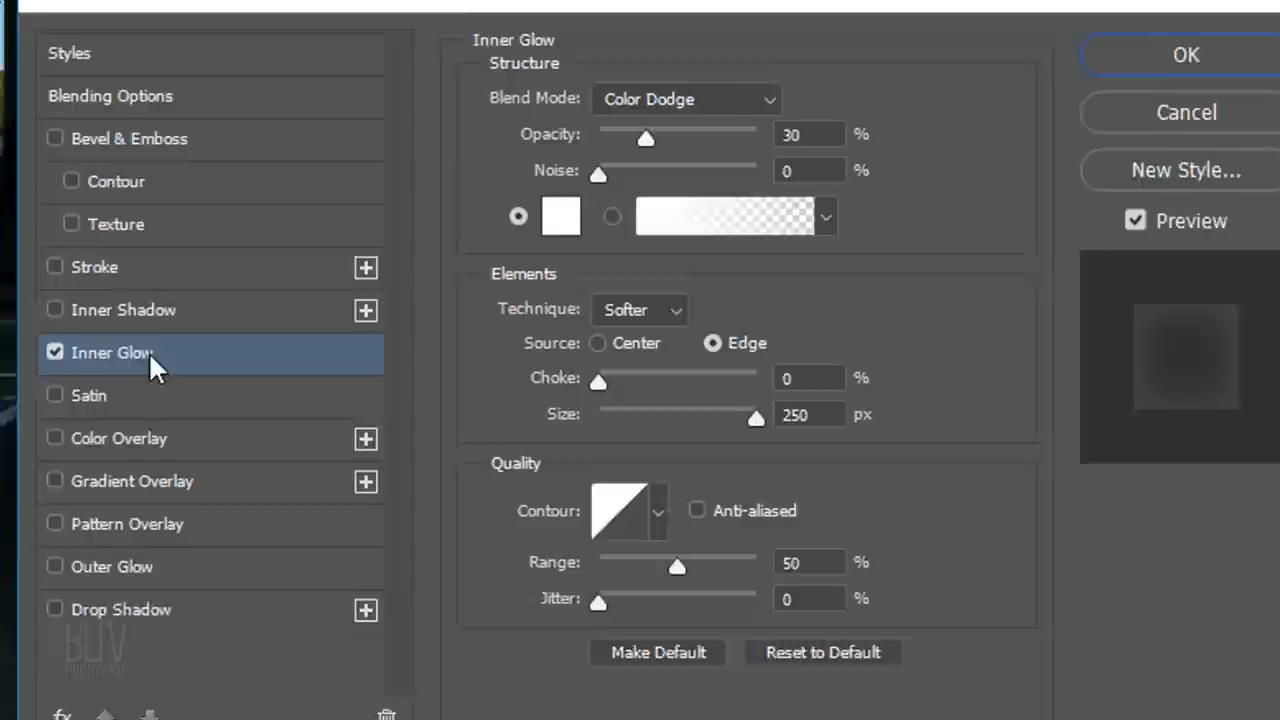 Styles
Blending Options
Bevel & Emboss
Contour
Texture
Stroke
Inner Shadow
Inner Glow
Satin
Color Overlay
Gradient Overlay
Pattern Overlay
Outer Glow
Drop Shadow
BLUV
PHOTOSHOP
fx
Inner Glow
Structure
Blend Mode: Color Dodge
Opacity: 30 %
Noise: 0 %
Elements
Technique: Softer
Source: Center Edge
Choke: 0 %
Size: 250 px
Quality
Contour: Anti-aliased
Range: 50 %
Jitter: 0 %
Make Default Reset to Default
OK
Cancel
New Style...
Preview